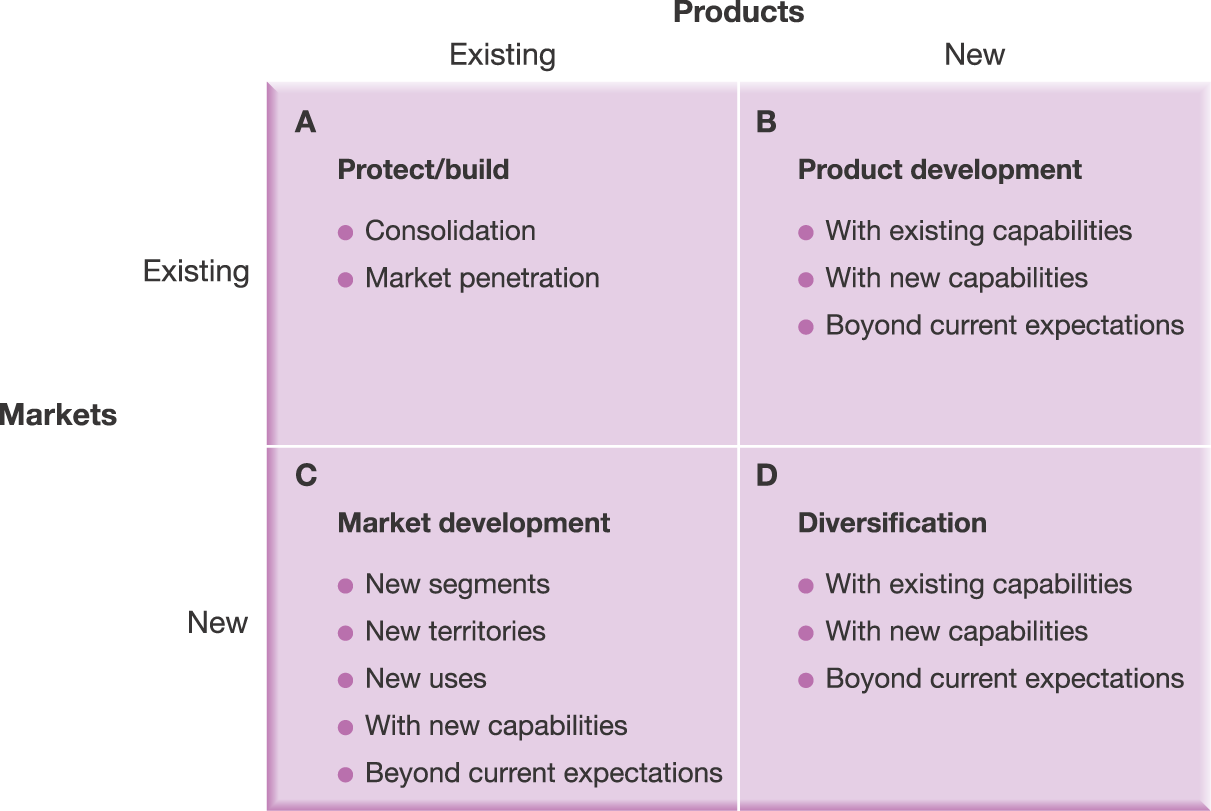 Products
Existing
New
A
Protect/build
Consolidation
Market penetration
B
Product development
With existing capabilities
With new capabilities
Boyond current expectations
Existing
Markets
New
C
Market development
New segments
New territories
New uses
With new capabilities
Beyond current expectations
D
Diversification
With existing capabilities
With new capabilities
Boyond current expectations